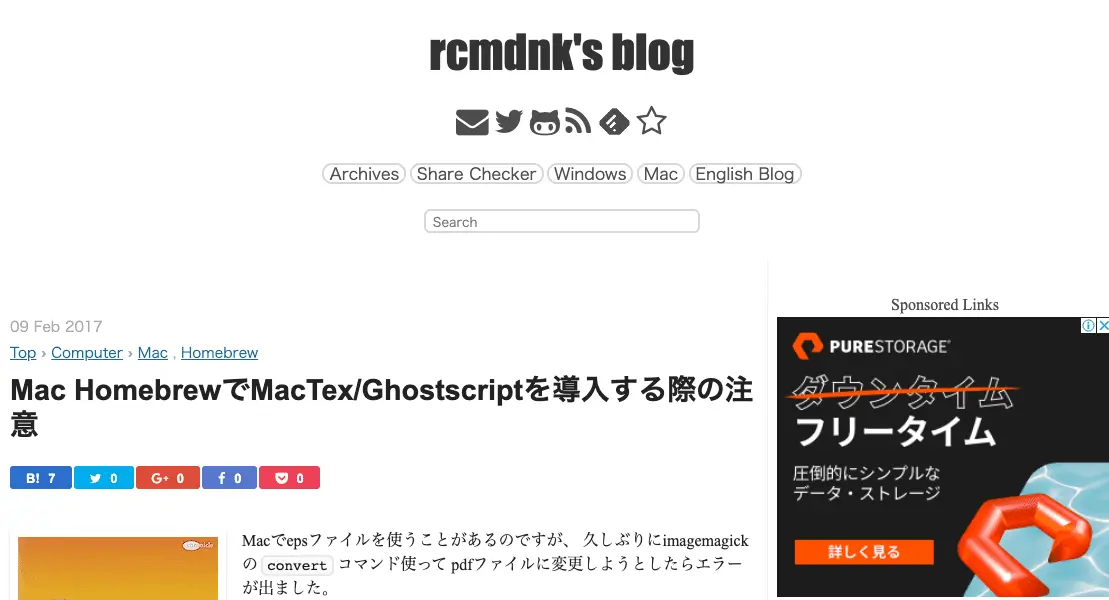 rcmdnk's blog
Archives Share Checker Windows Mac English Blog
Search
09 Feb 2017
Top › Computer › Mac , Homebrew
Mac HomebrewでMacTex/Ghostscriptを導入する際の注
意
B! 7 0 G+ 0 f 0 0
Macでepsファイルを使うことがあるのですが、 久しぶりにimagemagick
の convert コマンド使って pdfファイルに変更しようとしたらエラー
が出ました。
Sponsored Links
PURESTORAGE
ダウンタイム
フリータイム
圧倒的にシンプルな
データ・ストレージ
詳しく見る